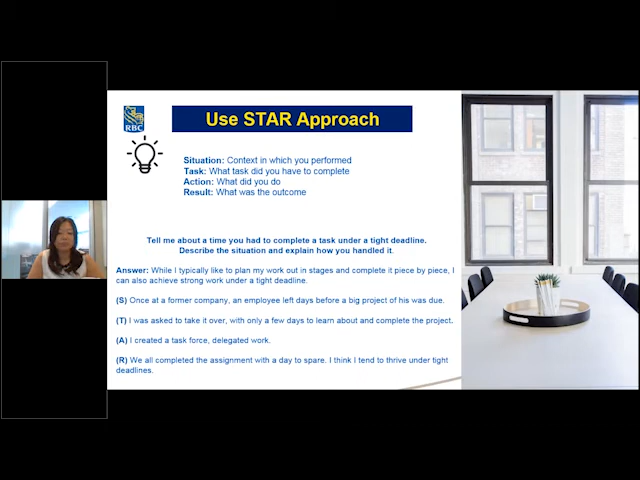 RBC
Use STAR Approach
Situation: Context in which you performed
Task: What task did you have to complete
Action: What did you do
Result: What was the outcome
Tell me about a time you had to complete a task under a tight deadline.
Describe the situation and explain how you handled it.
Answer: While I typically like to plan my work out in stages and complete it piece by piece, I
can also achieve strong work under a tight deadline.
(S) Once at a former company, an employee left days before a big project of his was due.
(T) I was asked to take it over, with only a few days to learn about and complete the project.
(A) I created a task force, delegated work.
(R) We all completed the assignment with a day to spare. I think I tend to thrive under tight
deadlines.